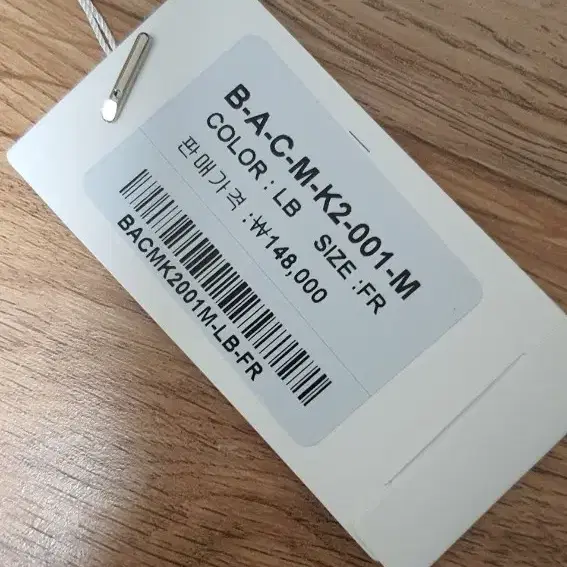 B-A-C-M-K2-001-M
COLOR : LB SIZE :FR
판매가격 :₩148,000
BACMK2001M-LB-FR